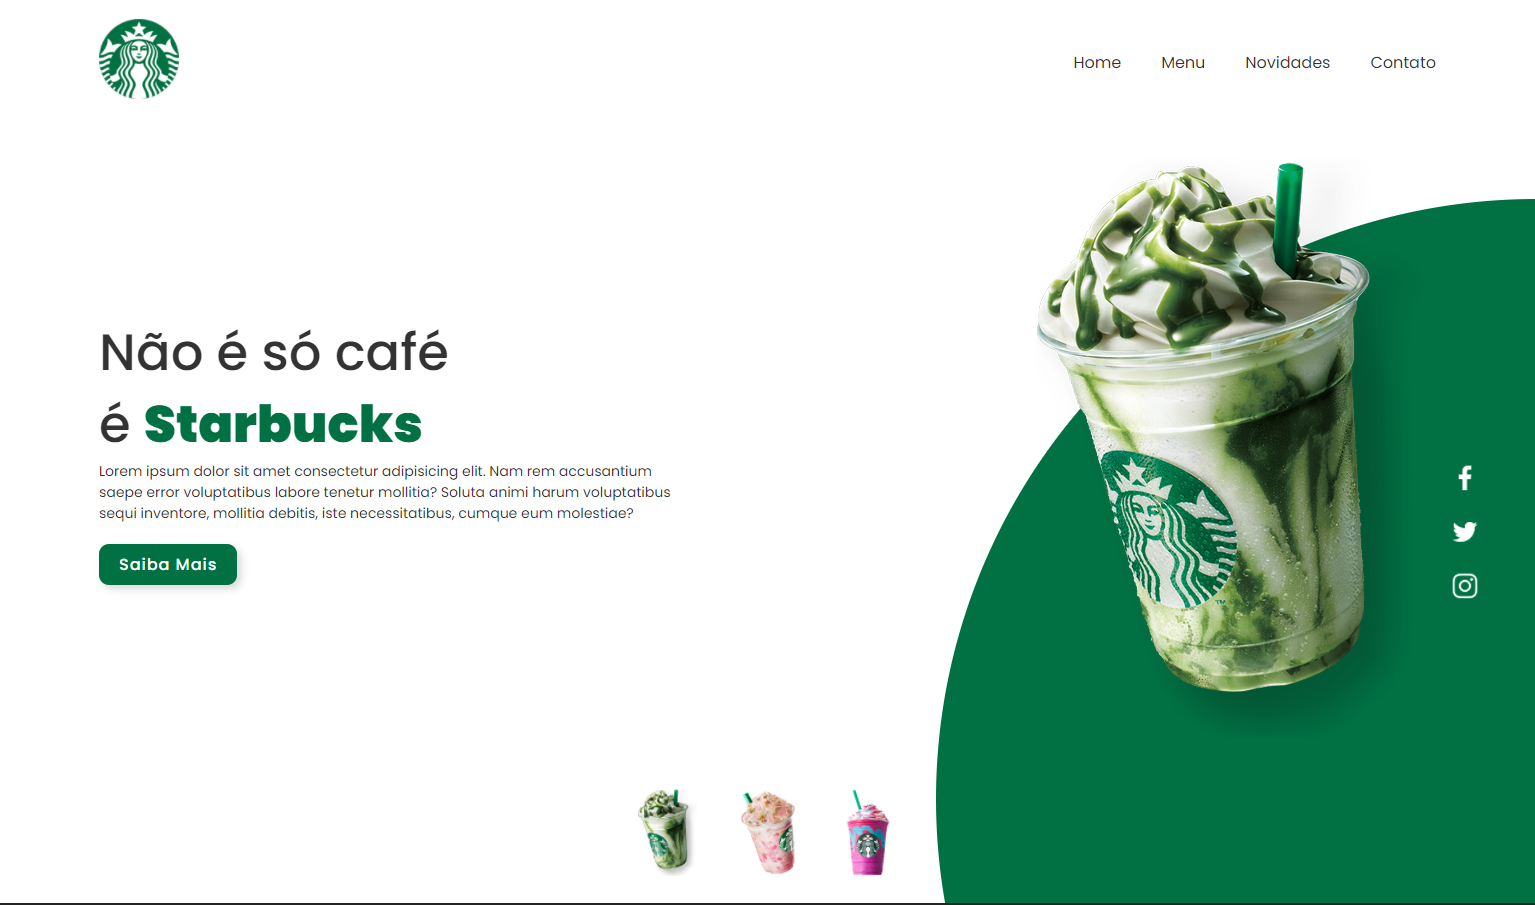 Home Menu Novidades Contato
Não é só café
é Starbucks
Lorem ipsum dolor sit amet consectetur adipisicing elit. Nam rem accusantium
saepe error voluptatibus labore tenetur mollitia? Soluta animi harum voluptatibus
sequi inventore, mollitia debitis, iste necessitatibus, cumque eum molestiae?
Saiba Mais
TM